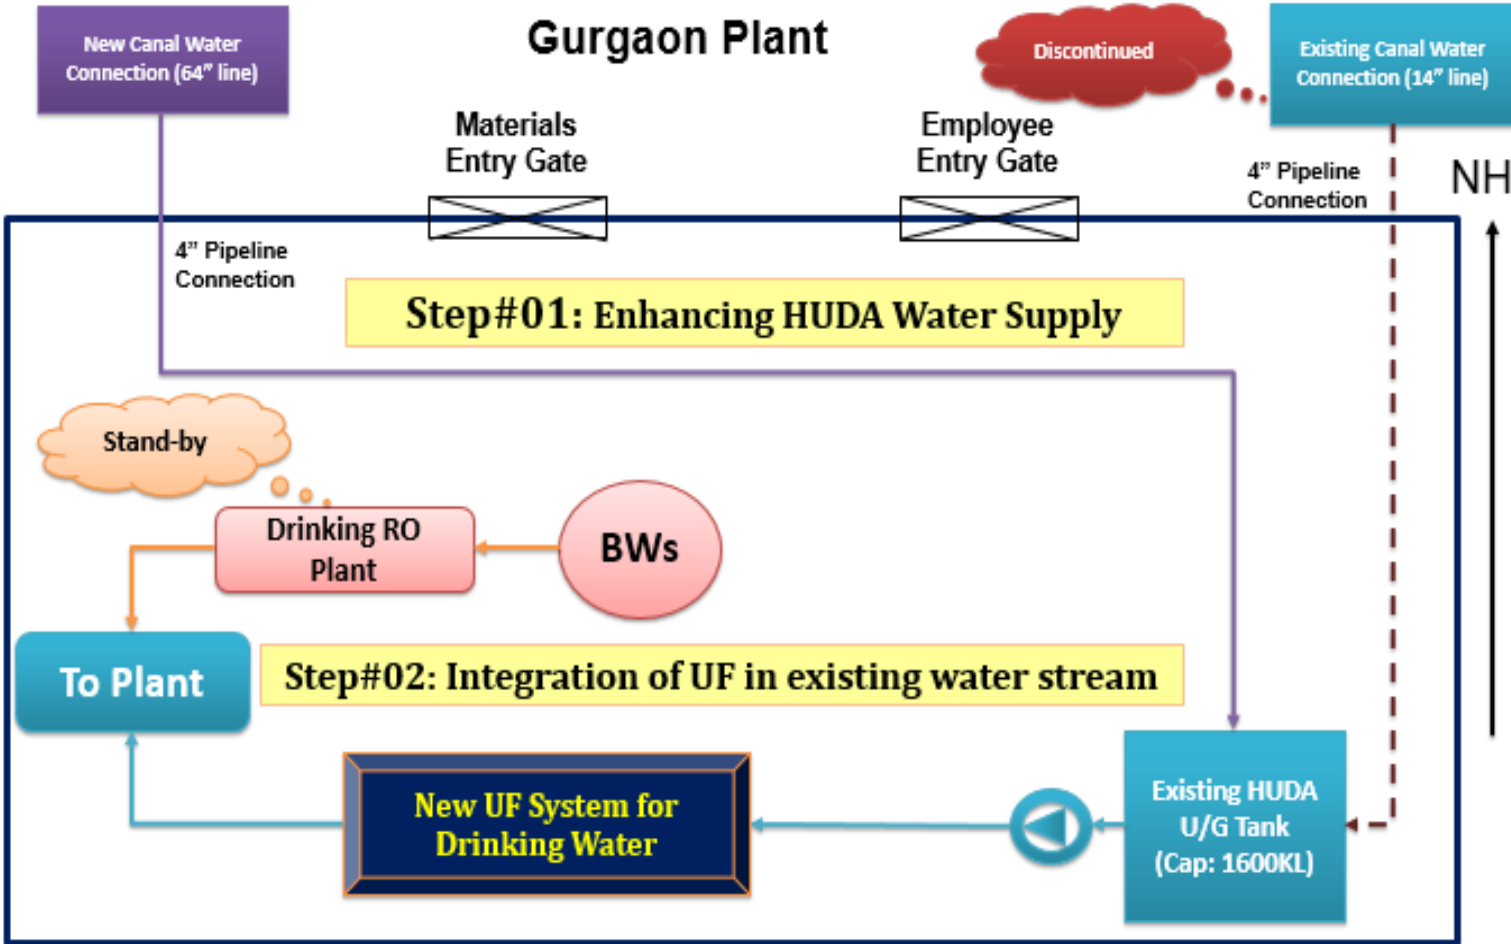 New Canal Water
Connection (64” line)
Gurgaon Plant
Discontinued
Existing Canal Water
Connection (14” line)
Materials
Entry Gate
Employee
Entry Gate
4” Pipeline
Connection
NH
4” Pipeline
Connection
Step#01: Enhancing HUDA Water Supply
Stand-by
Drinking RO
Plant
BWs
To Plant
Step#02: Integration of UF in existing water stream
New UF System for
Drinking Water
Existing HUDA
U/G Tank
(Cap: 1600KL)